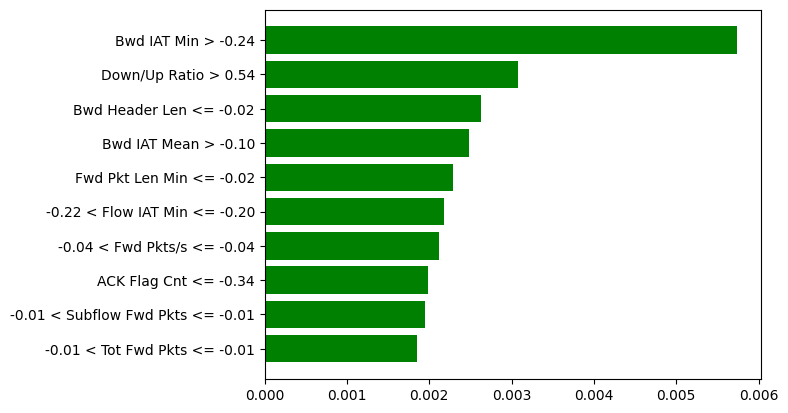 Bwd IAT Min > -0.24
Down/Up Ratio > 0.54
Bwd Header Len <= -0.02
Bwd IAT Mean > -0.10
Fwd Pkt Len Min <= -0.02
-0.22 < Flow IAT Min <= -0.20
-0.04 < Fwd Pkts/s <= -0.04
ACK Flag Cnt <= -0.34
-0.01 < Subflow Fwd Pkts <= -0.01
-0.01 < Tot Fwd Pkts <= -0.01
0.000 0.001 0.002 0.003 0.004 0.005 0.006